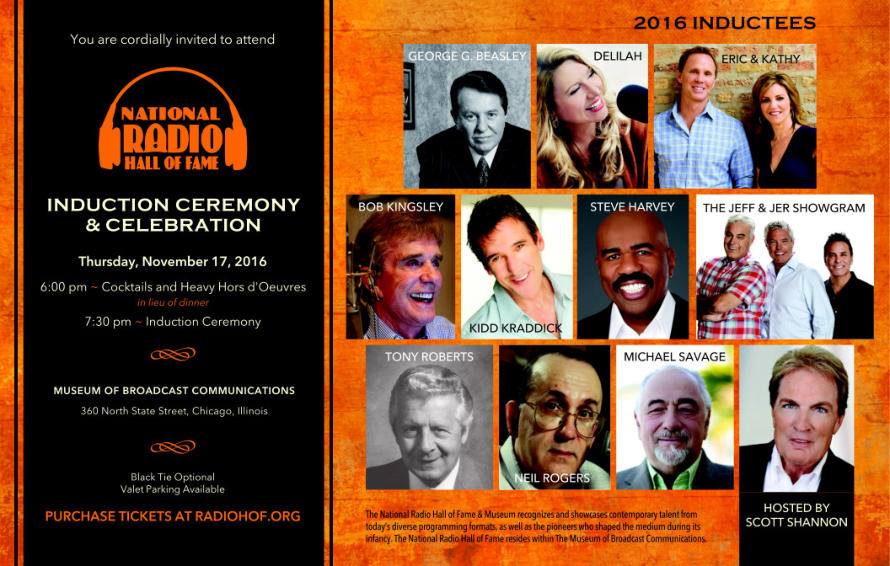 You are cordially invited to attend
NATIONAL
RADIO
HALL OF FAME
INDUCTION CEREMONY
& CELEBRATION
Thursday, November 17, 2016
6:00 pm ~ Cocktails and Heavy Hors d'Oeuvres
in lieu of dinner
7:30 pm ~ Induction Ceremony
MUSEUM OF BROADCAST COMMUNICATIONS
360 North State Street, Chicago, Illinois
Black Tie Optional
Valet Parking Available
PURCHASE TICKETS AT RADIOHOF.ORG
2016 INDUCTEES
GEORGE G. BEASLEY
DELILAH
ERIC & KATHY
BOB KINGSLEY
KIDD KRADDICK
STEVE HARVEY
THE JEFF & JER SHOWGRAM
TONY ROBERTS
NEIL ROGERS
MICHAEL SAVAGE
HOSTED BY
SCOTT SHANNON
The National Radio Hall of Fame & Museum recognizes and showcases contemporary talent from
today's diverse programming formats, as well as the pioneers who shaped the medium during its
infancy. The National Radio Hall of Fame resides within The Museum of Broadcast Communications.